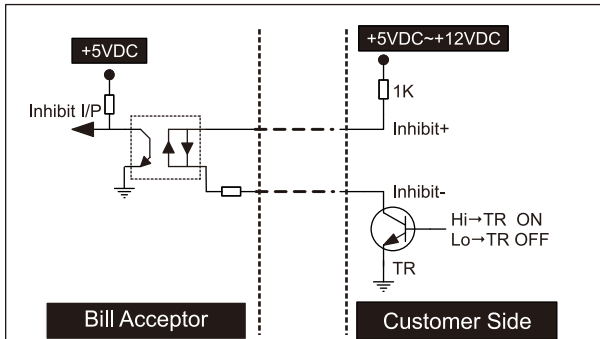 +5VDC
+5VDC~+12VDC
1K
Inhibit I/P
Inhibit+
Inhibit-
Hi→TR ON
Lo→TR OFF
TR
Bill Acceptor
Customer Side